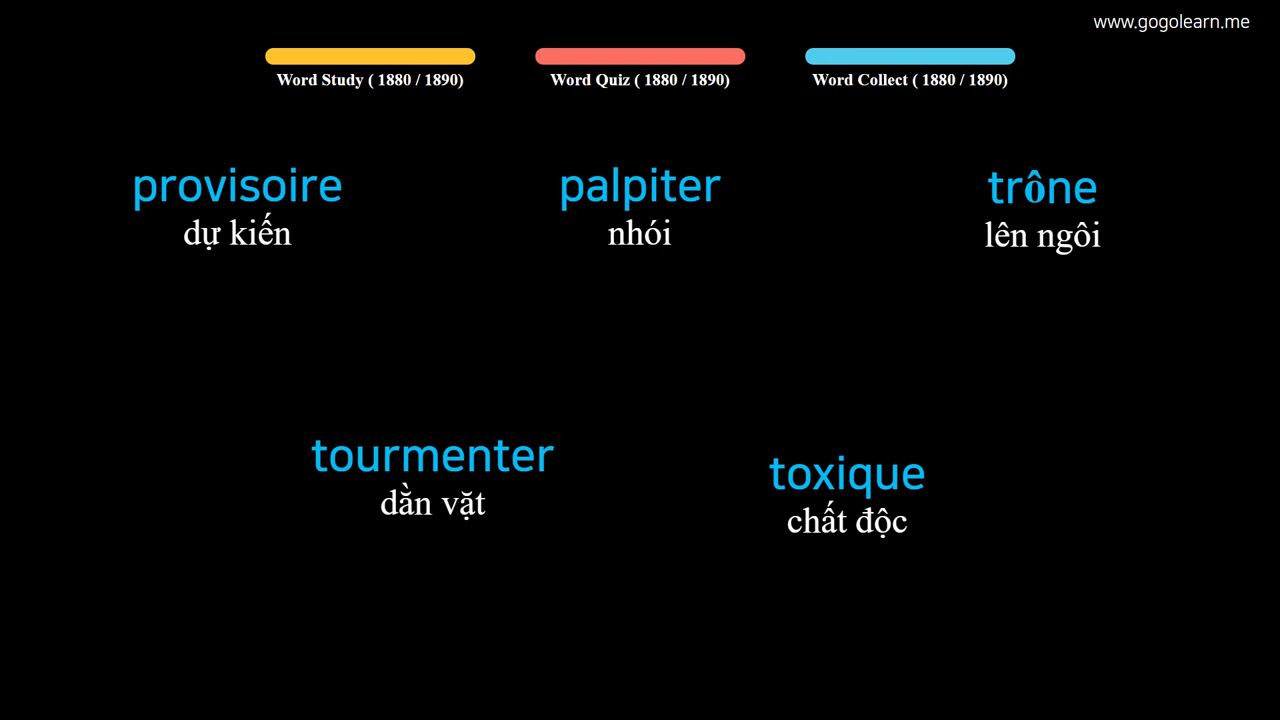 www.gogolearn.me
Word Study ( 1880 / 1890)
Word Quiz ( 1880 / 1890)
Word Collect ( 1880 / 1890)
provisoire
dự kiến
palpiter
nhói
trône
lên ngôi
tourmenter
dằn vặt
toxique
chất độc